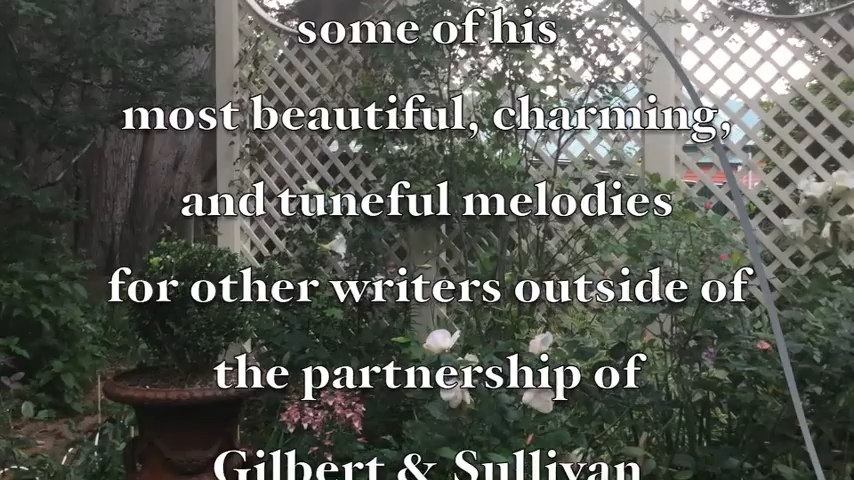 some of his
most beautiful, charming,
and tuneful melodies
for other writers outside of
the partnership of
Gilbert & Sullivan